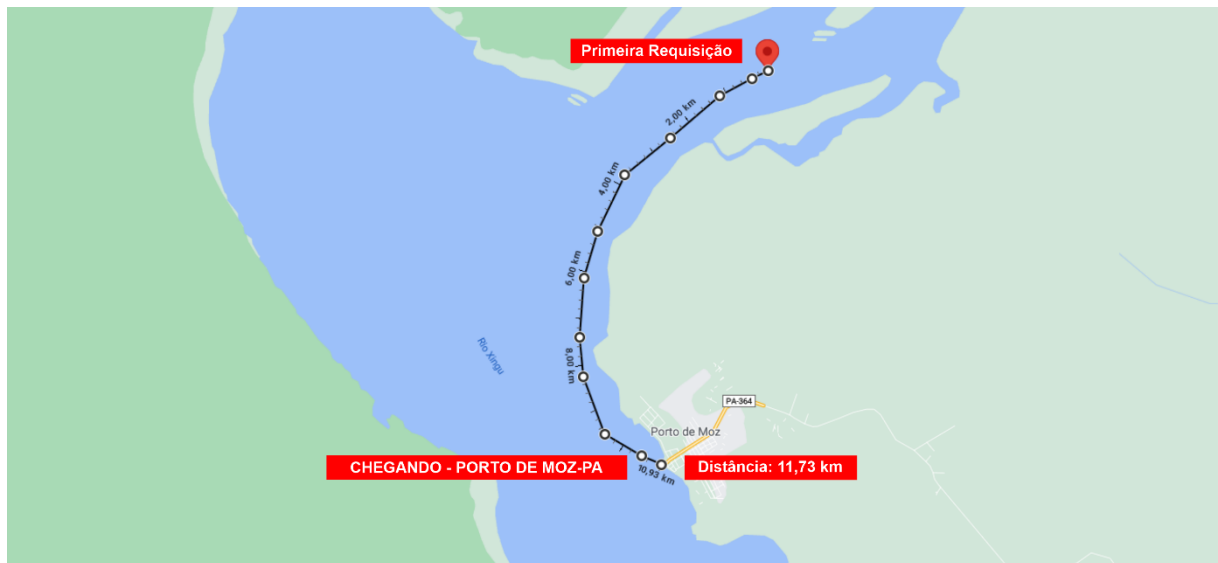 Primeira Requisição
2,00 km
4,00 km
6,00 km
Rio Xingu
8,00 km
PA-364
Porto de Moz
CHEGANDO - PORTO DE MOZ-PA
Distância: 11,73 km
10,93 km